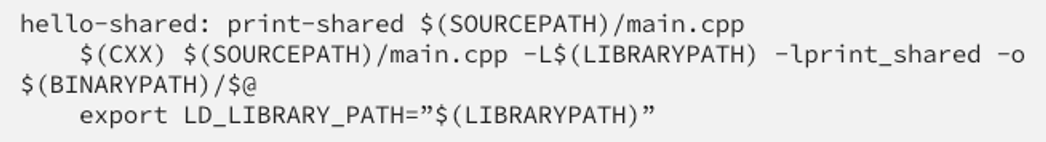 hello-shared: print-shared $(SOURCEPATH)/main.cpp
    $(CXX) $(SOURCEPATH)/main.cpp -L$(LIBRARYPATH) -lprint_shared -o
$(BINARYPATH)/$@
    export LD_LIBRARY_PATH=”$(LIBRARYPATH)”